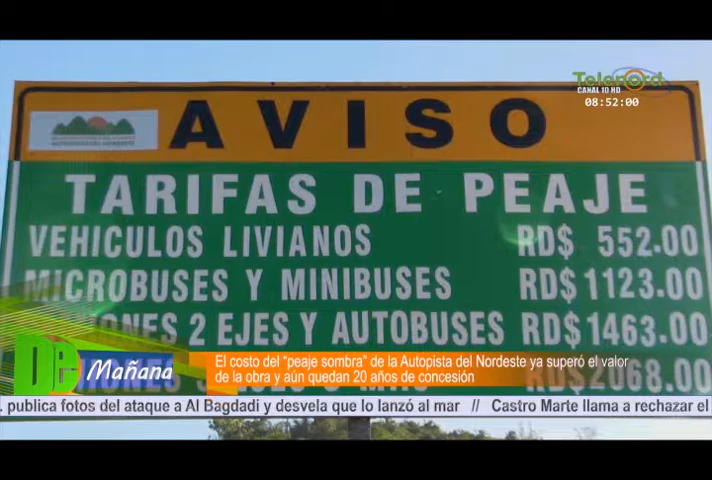 Telenord
CANAL 10 HD
08:52:00
AVISO
TARIFAS DE PEAJE
VEHICULOS LIVIANOS RD$ 552.00
MICROBUSES Y MINIBUSES RD$ 1123.00
2 EJES Y AUTOBUSES RD$ 1463.00
RD$ 2068.00
De Mañana
El costo del “peaje sombra” de la Autopista del Nordeste ya superó el valor
de la obra y aún quedan 20 años de concesión
. publica fotos del ataque a Al Bagdadi y desvela que lo lanzó al mar // Castro Marte llama a rechazar el